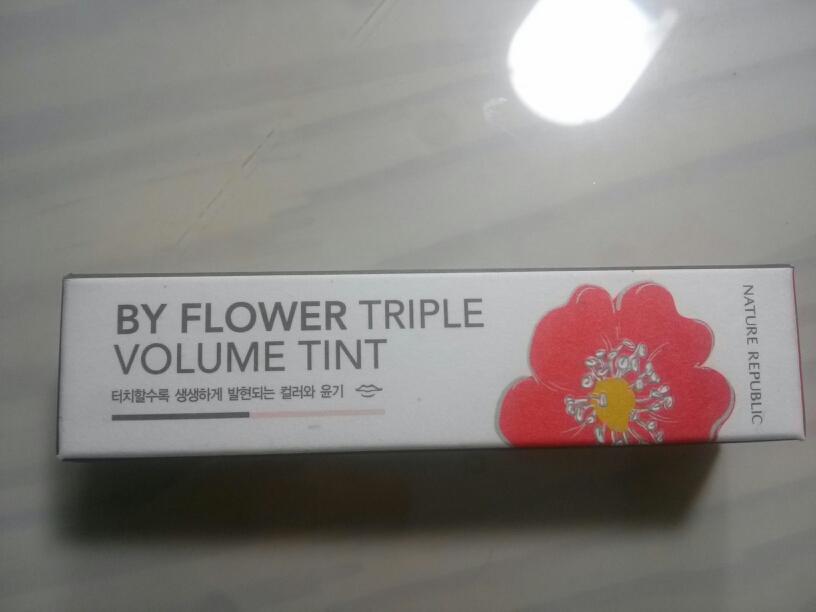 BY FLOWER TRIPLE
VOLUME TINT
터치할수록 생생하게 발현되는 컬러와 윤기
NATURE REPUBLIC